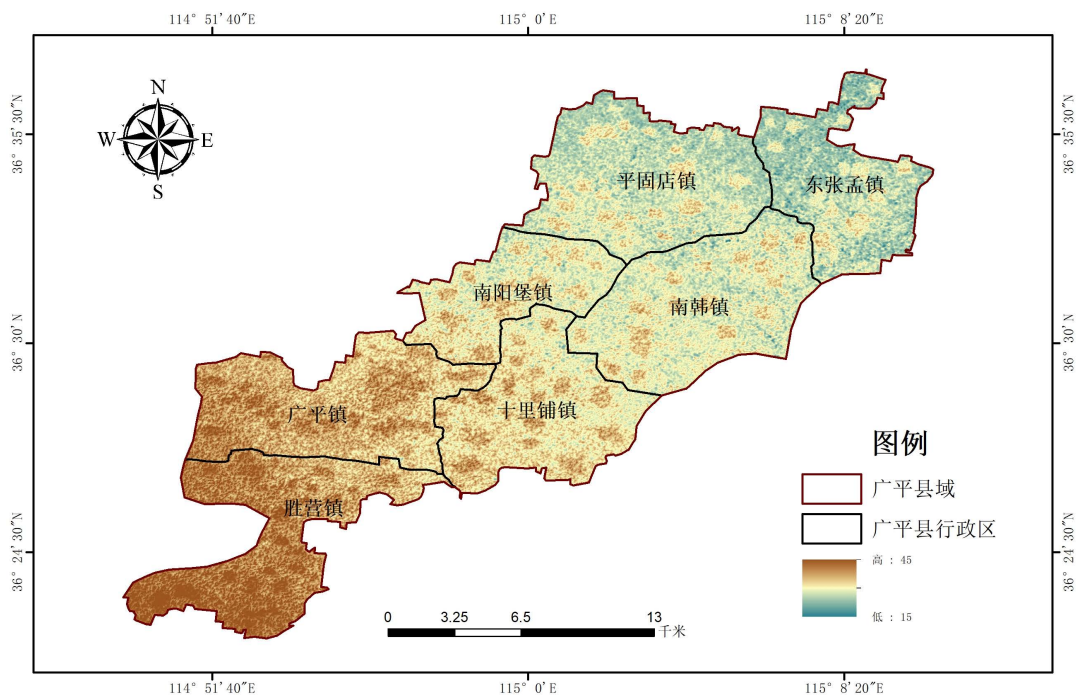 114° 51′40″E 115° 0′E 115° 8′20″E
N
W E
S
36° 35′30″N 36° 35′30″N
平固店镇 东张孟镇
南阳堡镇 南韩镇
36° 30′N 36° 30′N
广平镇 十里铺镇
图例
广平县域
胜营镇
广平县行政区
36° 24′30″N 36° 24′30″N
高 : 45
低 : 15
0 3.25 6.5 13
千米
114° 51′40″E 115° 0′E 115° 8′20″E